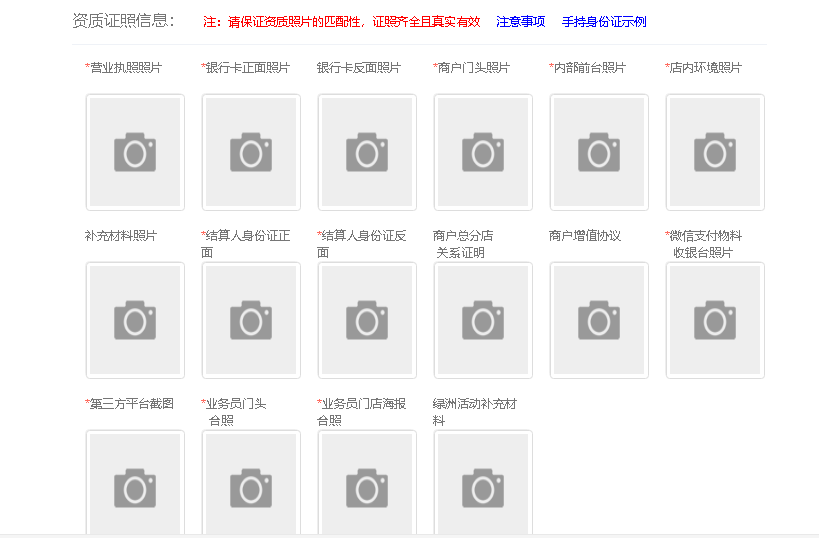 资质证照信息： 注：请保证资质照片的匹配性，证照齐全且真实有效 注意事项 手持身份证示例
*营业执照照片 *银行卡正面照片 银行卡反面照片 *商户门头照片 *内部前台照片 *店内环境照片
补充材料照片 *结算人身份证正 *结算人身份证反 商户总分店 商户增值协议 *微信支付物料
面 面 关系证明 收银台照片
*第三方平台截图 *业务员门头 *业务员门店海报 绿洲活动补充材
合照 合照 料